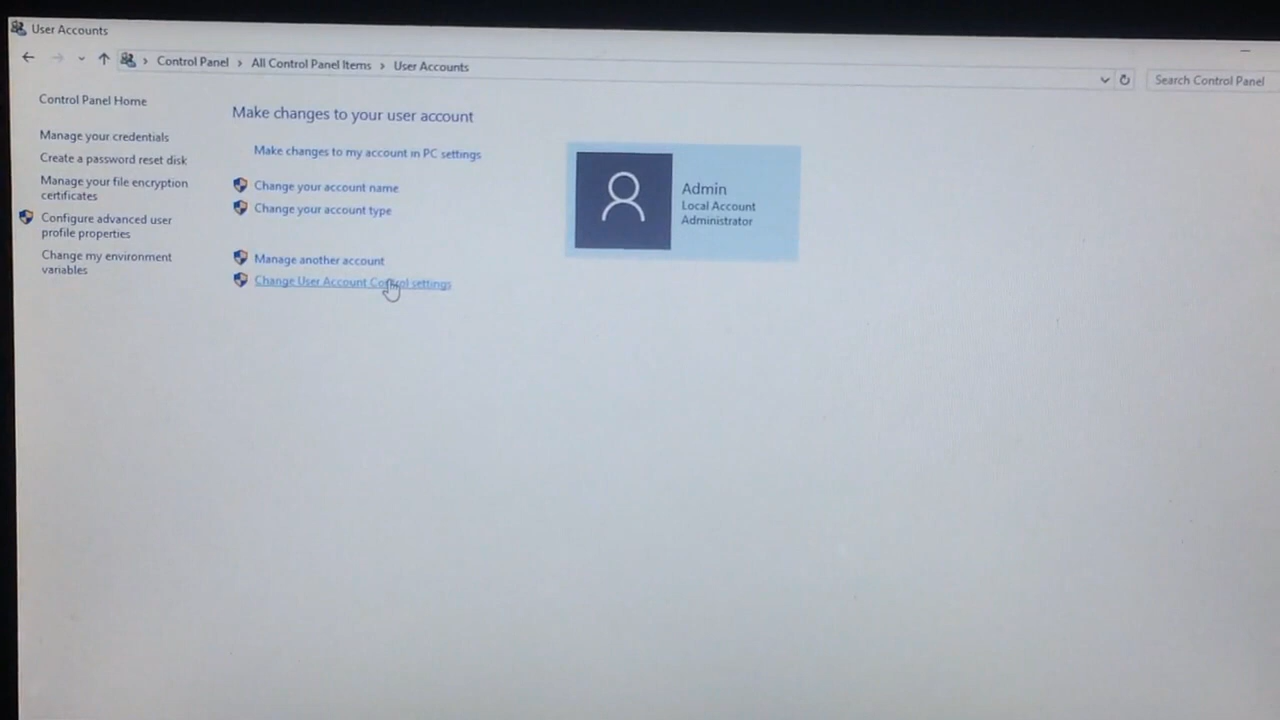 User Accounts
Control Panel > All Control Panel Items > User Accounts
Search Control Panel
Control Panel Home
Manage your credentials
Create a password reset disk
Manage your file encryption
certificates
Configure advanced user
profile properties
Change my environment
variables
Make changes to your user account
Make changes to my account in PC settings
Change your account name
Change your account type
Manage another account
Change User Account Control settings
Admin
Local Account
Administrator